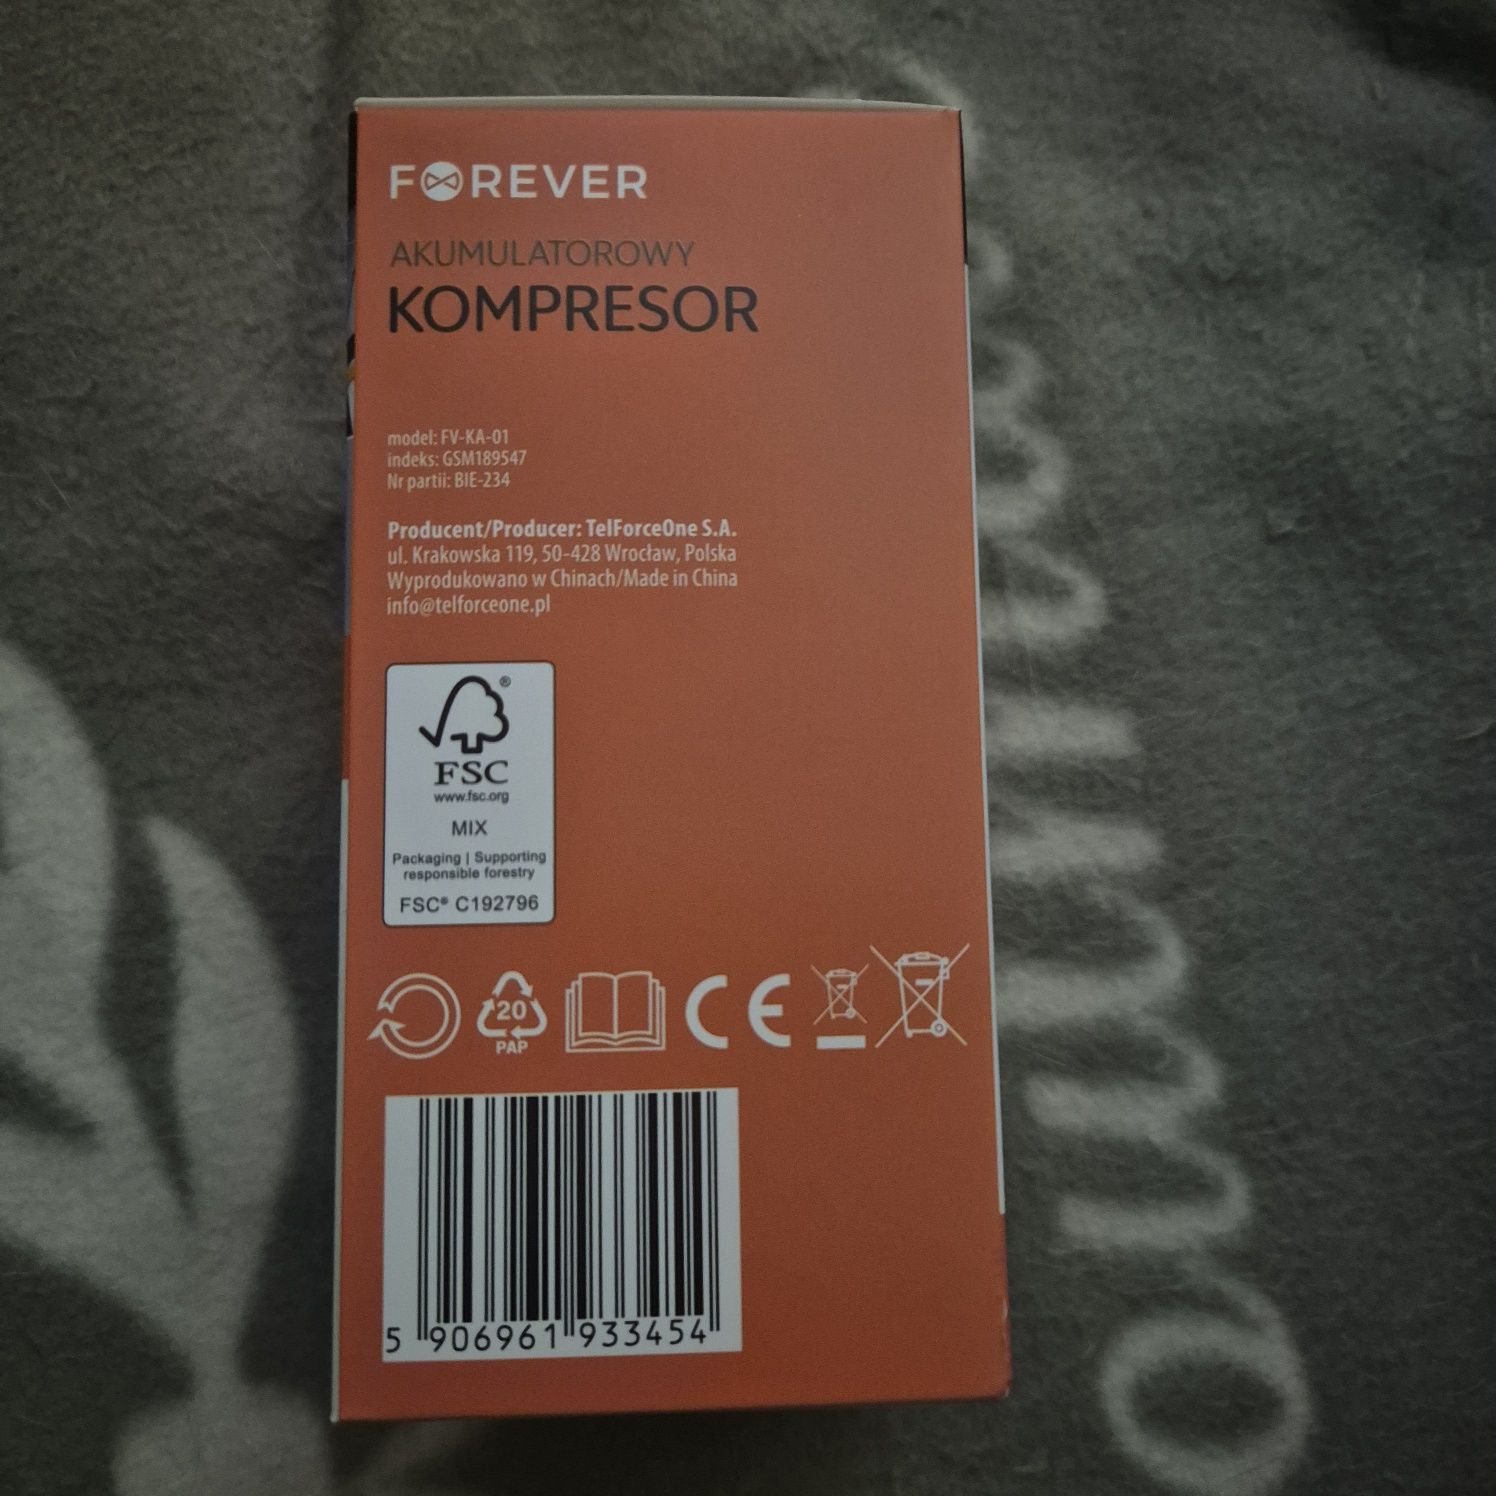 FOREVER
AKUMULATOROWY
KOMPRESOR
model: FV-KA-01
indeks: GSM189547
Nr partii: BIE-234
Producent/Producer: TelForceOne S.A.
ul. Krakowska 119, 50-428 Wrocław, Polska
Wyprodukowano w Chinach/Made in China
info@telforceone.pl
®
FSC
www.fsc.org
MIX
Packaging | Supporting
responsible forestry
FSC® C192796
20
PAP
CE
5 906961 933454